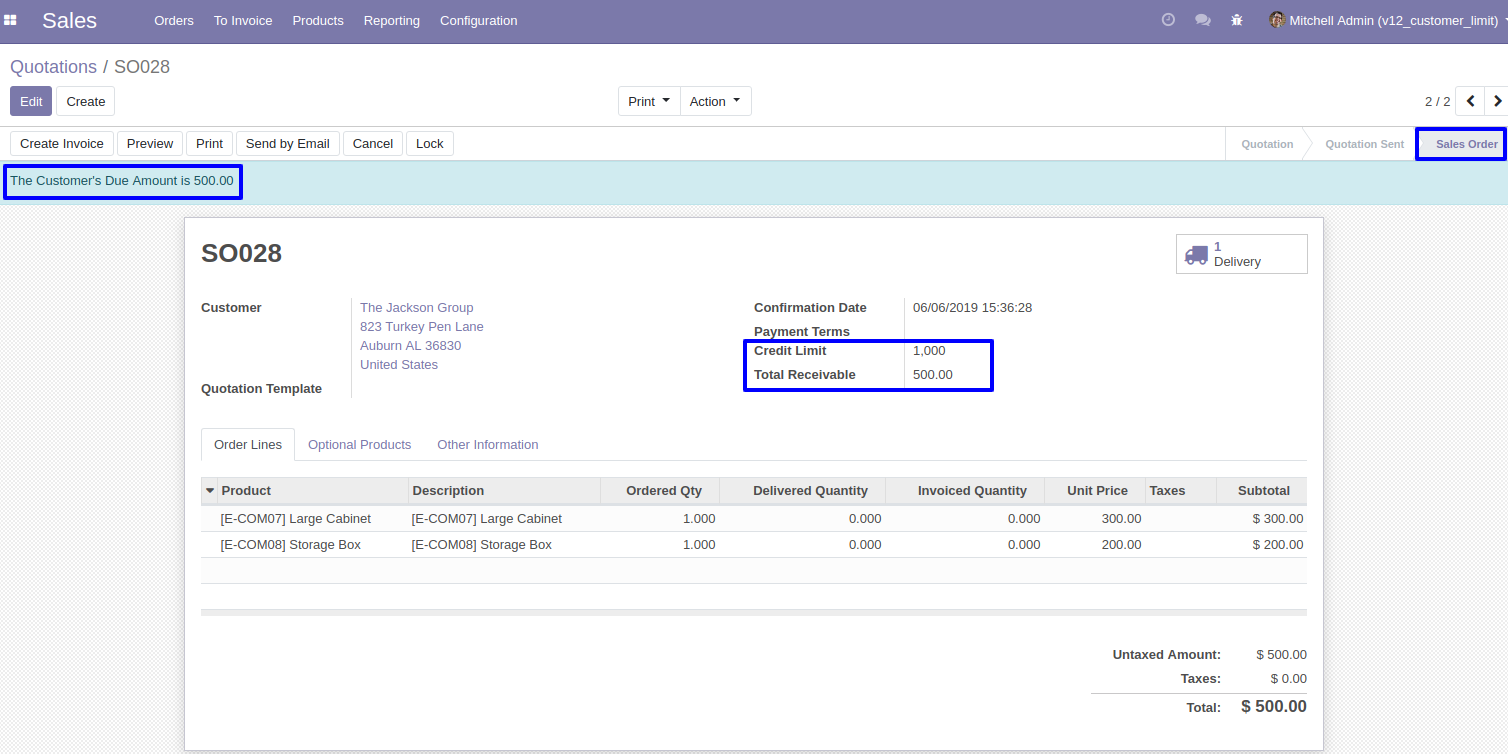 Sales Orders To Invoice Products Reporting Configuration Mitchell Admin (v12_customer_limit)
Quotations / SO028
Edit Create Print Action 2 / 2
Create Invoice Preview Print Send by Email Cancel Lock Quotation Quotation Sent Sales Order
The Customer's Due Amount is 500.00
SO028
1
Delivery
Customer The Jackson Group
823 Turkey Pen Lane
Auburn AL 36830
United States
Quotation Template
Confirmation Date 06/06/2019 15:36:28
Payment Terms
Credit Limit 1,000
Total Receivable 500.00
Order Lines Optional Products Other Information
Product Description Ordered Qty Delivered Quantity Invoiced Quantity Unit Price Taxes Subtotal
[E-COM07] Large Cabinet [E-COM07] Large Cabinet 1.000 0.000 0.000 300.00 $ 300.00
[E-COM08] Storage Box [E-COM08] Storage Box 1.000 0.000 0.000 200.00 $ 200.00
Untaxed Amount: $ 500.00
Taxes: $ 0.00
Total: $ 500.00